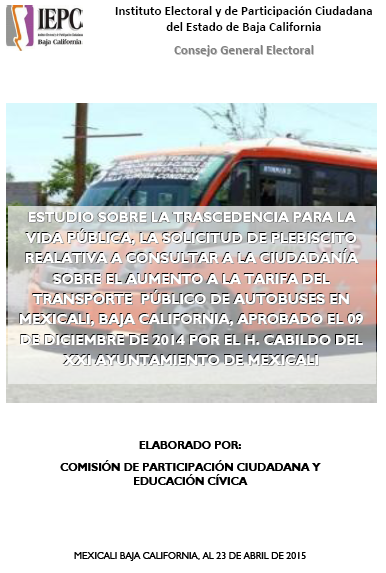 IEPC
Baja California
Instituto Electoral y de Participación Ciudadana
del Estado de Baja California
Consejo General Electoral
ESTUDIO SOBRE LA TRASCEDENCIA PARA LA
VIDA PÚBLICA, LA SOLICITUD DE PLEBISCITO
REALATIVA A CONSULTAR A LA CIUDADANÍA
SOBRE EL AUMENTO A LA TARIFA DEL
TRANSPORTE PÚBLICO DE AUTOBUSES EN
MEXICALI, BAJA CALIFORNIA, APROBADO EL 09
DE DICIEMBRE DE 2014 POR EL H. CABILDO DEL
XXI AYUNTAMIENTO DE MEXICALI
ELABORADO POR:
COMISIÓN DE PARTICIPACIÓN CIUDADANA Y
EDUCACIÓN CÍVICA
MEXICALI BAJA CALIFORNIA, AL 23 DE ABRIL DE 2015